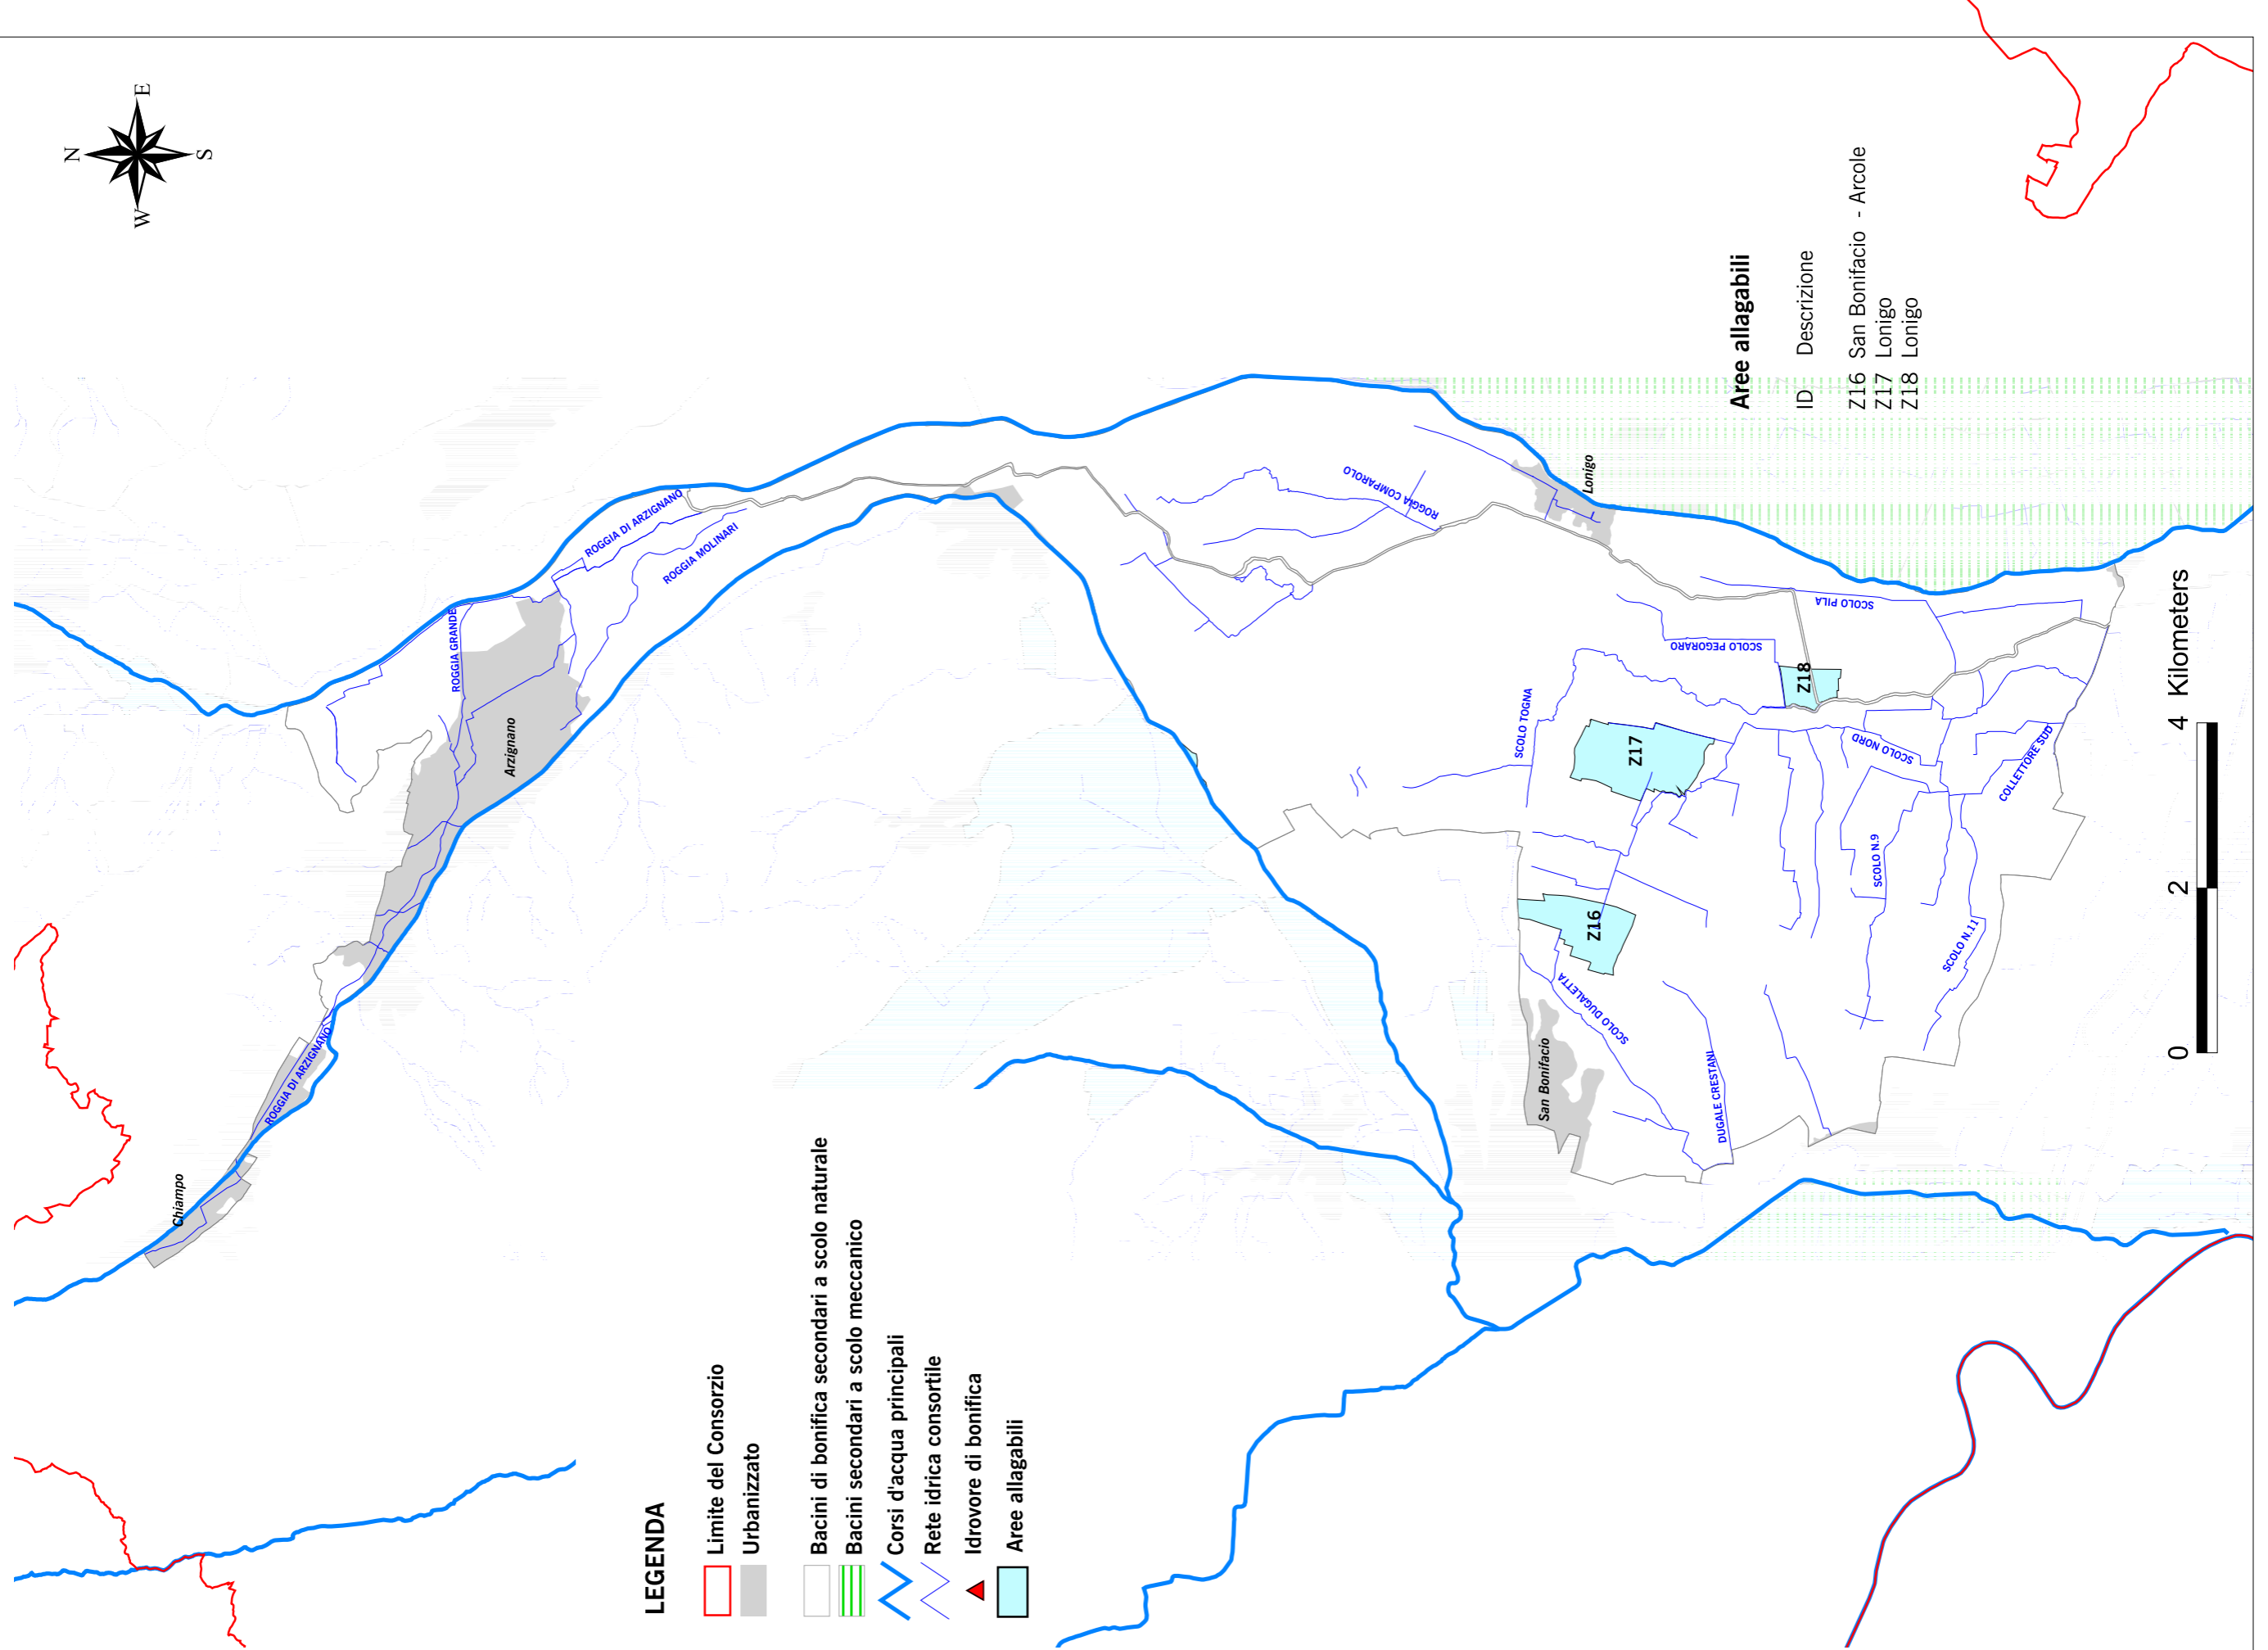 N
E
W
S
Chiampo
ROGGIA DI ARZIGNANO
Arzignano
ROGGIA GRANDE
ROGGIA DI ARZIGNANO
ROGGIA MOLINARI
ROGGIA COMPAROLO
Lonigo
SCOLO TOGNA
SCOLO PEGORARO
SCOLO PILA
Z16
Z17
Z18
San Bonifacio
SCOLO DUGALETTA
DUGALE CRESTANI
SCOLO NORD
SCOLO N.9
SCOLO N.11
COLLETTORE SUD
LEGENDA
Limite del Consorzio
Urbanizzato
Bacini di bonifica secondari a scolo naturale
Bacini secondari a scolo meccanico
Corsi d'acqua principali
Rete idrica consortile
Idrovore di bonifica
Aree allagabili
Aree allagabili
ID Descrizione
Z16 San Bonifacio - Arcole
Z17 Lonigo
Z18 Lonigo
0 2 4 Kilometers